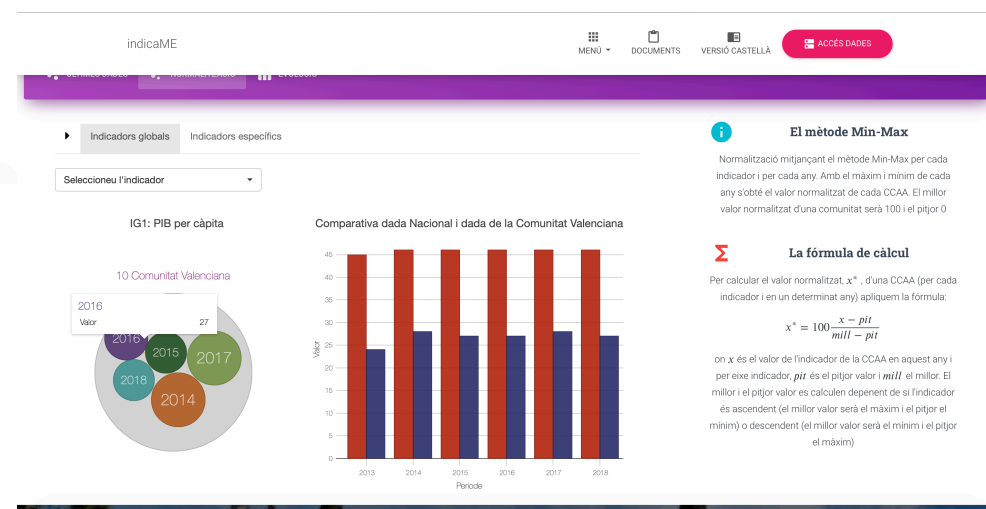 indicaME
MENÚ
DOCUMENTS
VERSIÓ CASTELLÀ
ACCÉS DADES
Indicadors globals
Indicadors específics
Seleccioneu l'indicador
IG1: PIB per càpita
10 Comunitat Valenciana
2016
Valor 27
2016
2015
2017
2018
2014
Comparativa dada Nacional i dada de la Comunitat Valenciana
Valor
45
40
35
30
25
20
15
10
5
0
2013 2014 2015 2016 2017 2018
Periode
El mètode Min-Max
Normalització mitjançant el mètode Min-Max per cada
indicador i per cada any. Amb el màxim i mínim de cada
any s'obté el valor normalitzat de cada CCAA. El millor
valor normalitzat d'una comunitat serà 100 i el pitjor 0
La fórmula de càlcul
Per calcular el valor normalitzat, x* , d'una CCAA (per cada
indicador i en un determinat any) apliquem la fórmula:
x* = 100 x − pit / mill − pit
on x és el valor de l'indicador de la CCAA en aquest any i
per eixe indicador, pit és el pitjor valor i mill el millor. El
millor i el pitjor valor es calculen depenent de si l'indicador
és ascendent (el millor valor serà el màxim i el pitjor el
mínim) o descendent (el millor valor serà el mínim i el pitjor
el màxim)